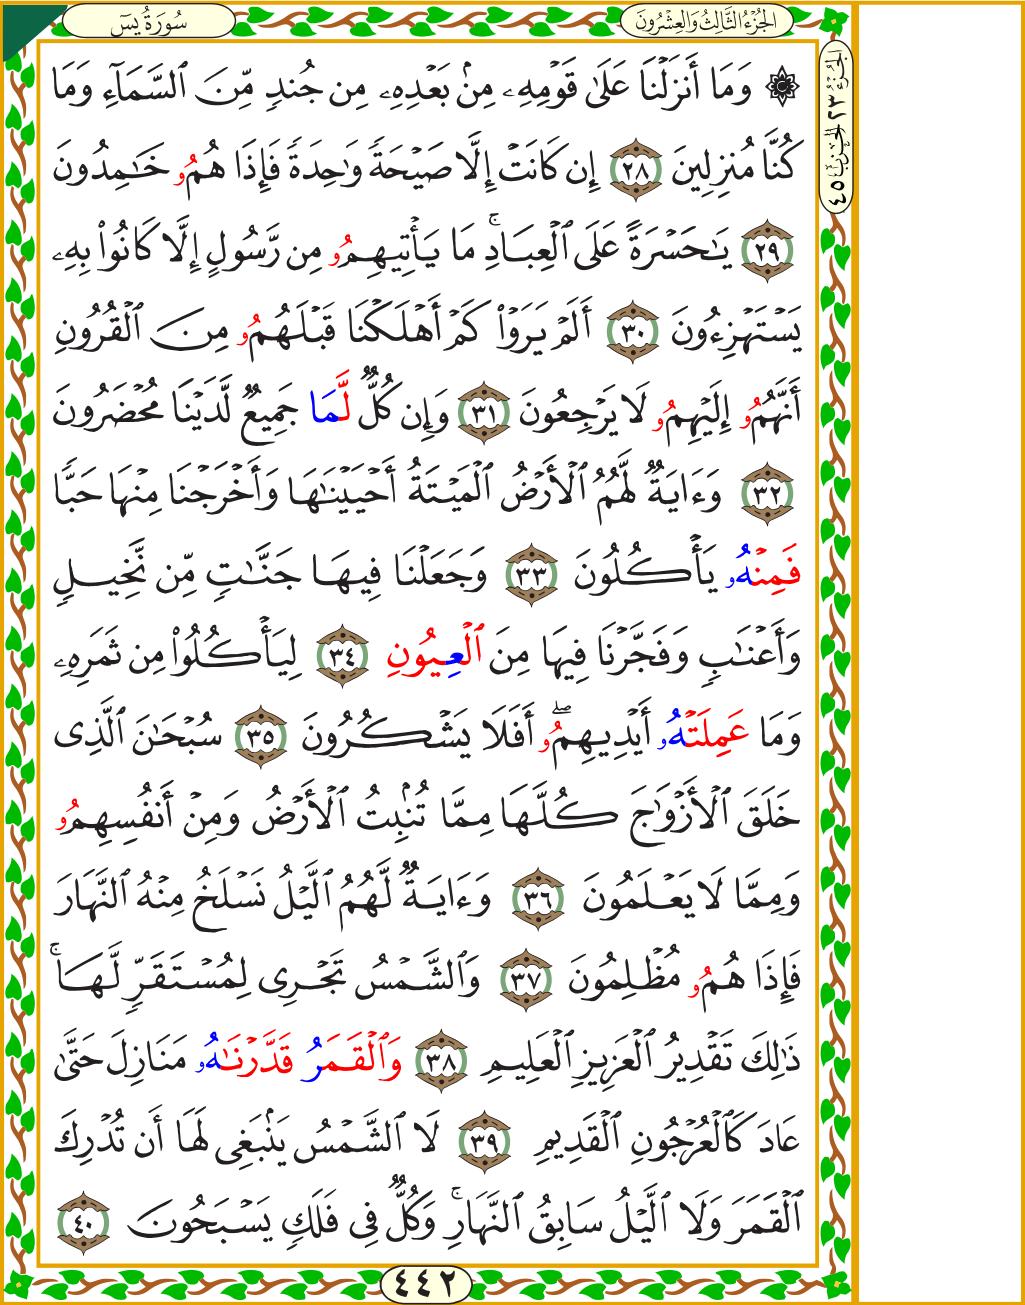 سُورَةُ يسٓ
الجُزْءُ الثَّالِثُ وَالعِشْرُونَ
الجزء ٢٣ الحزب ٤٥
۞ وَمَا أَنزَلْنَا عَلَىٰ قَوْمِهِۦ مِنۢ بَعْدِهِۦ مِن جُندٍ مِّنَ ٱلسَّمَآءِ وَمَا
كُنَّا مُنزِلِينَ ٢٨ إِن كَانَتْ إِلَّا صَيْحَةً وَٰحِدَةً فَإِذَا هُمُۥ خَٰمِدُونَ
٢٩ يَٰحَسْرَةً عَلَى ٱلْعِبَادِۚ مَا يَأْتِيهِمُۥ مِن رَّسُولٍ إِلَّا كَانُوا۟ بِهِۦ
يَسْتَهْزِءُونَ ٣٠ أَلَمْ يَرَوْا۟ كَمْ أَهْلَكْنَا قَبْلَهُمُۥ مِنَ ٱلْقُرُونِ
أَنَّهُمُۥ إِلَيْهِمُۥ لَا يَرْجِعُونَ ٣١ وَإِن كُلٌّ لَّمَا جَمِيعٌ لَّدَيْنَا مُحْضَرُونَ
٣٢ وَءَايَةٌ لَّهُمُ ٱلْأَرْضُ ٱلْمَيْتَةُ أَحْيَيْنَٰهَا وَأَخْرَجْنَا مِنْهَا حَبًّا
فَمِنْهُۥ يَأْكُلُونَ ٣٣ وَجَعَلْنَا فِيهَا جَنَّٰتٍ مِّن نَّخِيلٍ
وَأَعْنَٰبٍ وَفَجَّرْنَا فِيهَا مِنَ ٱلْعِيُونِ ٣٤ لِيَأْكُلُوا۟ مِن ثَمَرِهِۦ
وَمَا عَمِلَتْهُۥ أَيْدِيهِمُۥۖ أَفَلَا يَشْكُرُونَ ٣٥ سُبْحَٰنَ ٱلَّذِى
خَلَقَ ٱلْأَزْوَٰجَ كُلَّهَا مِمَّا تُنۢبِتُ ٱلْأَرْضُ وَمِنْ أَنفُسِهِمُۥ
وَمِمَّا لَا يَعْلَمُونَ ٣٦ وَءَايَةٌ لَّهُمُ ٱلَّيْلُ نَسْلَخُ مِنْهُ ٱلنَّهَارَ
فَإِذَا هُمُۥ مُظْلِمُونَ ٣٧ وَٱلشَّمْسُ تَجْرِى لِمُسْتَقَرٍّ لَّهَاۚ
ذَٰلِكَ تَقْدِيرُ ٱلْعَزِيزِ ٱلْعَلِيمِ ٣٨ وَٱلْقَمَرُ قَدَّرْنَٰهُۥ مَنَازِلَ حَتَّىٰ
عَادَ كَٱلْعُرْجُونِ ٱلْقَدِيمِ ٣٩ لَا ٱلشَّمْسُ يَنۢبَغِى لَهَا أَن تُدْرِكَ
ٱلْقَمَرَ وَلَا ٱلَّيْلُ سَابِقُ ٱلنَّهَارِۚ وَكُلٌّ فِى فَلَكٍ يَسْبَحُونَ ٤٠
٤٤٢